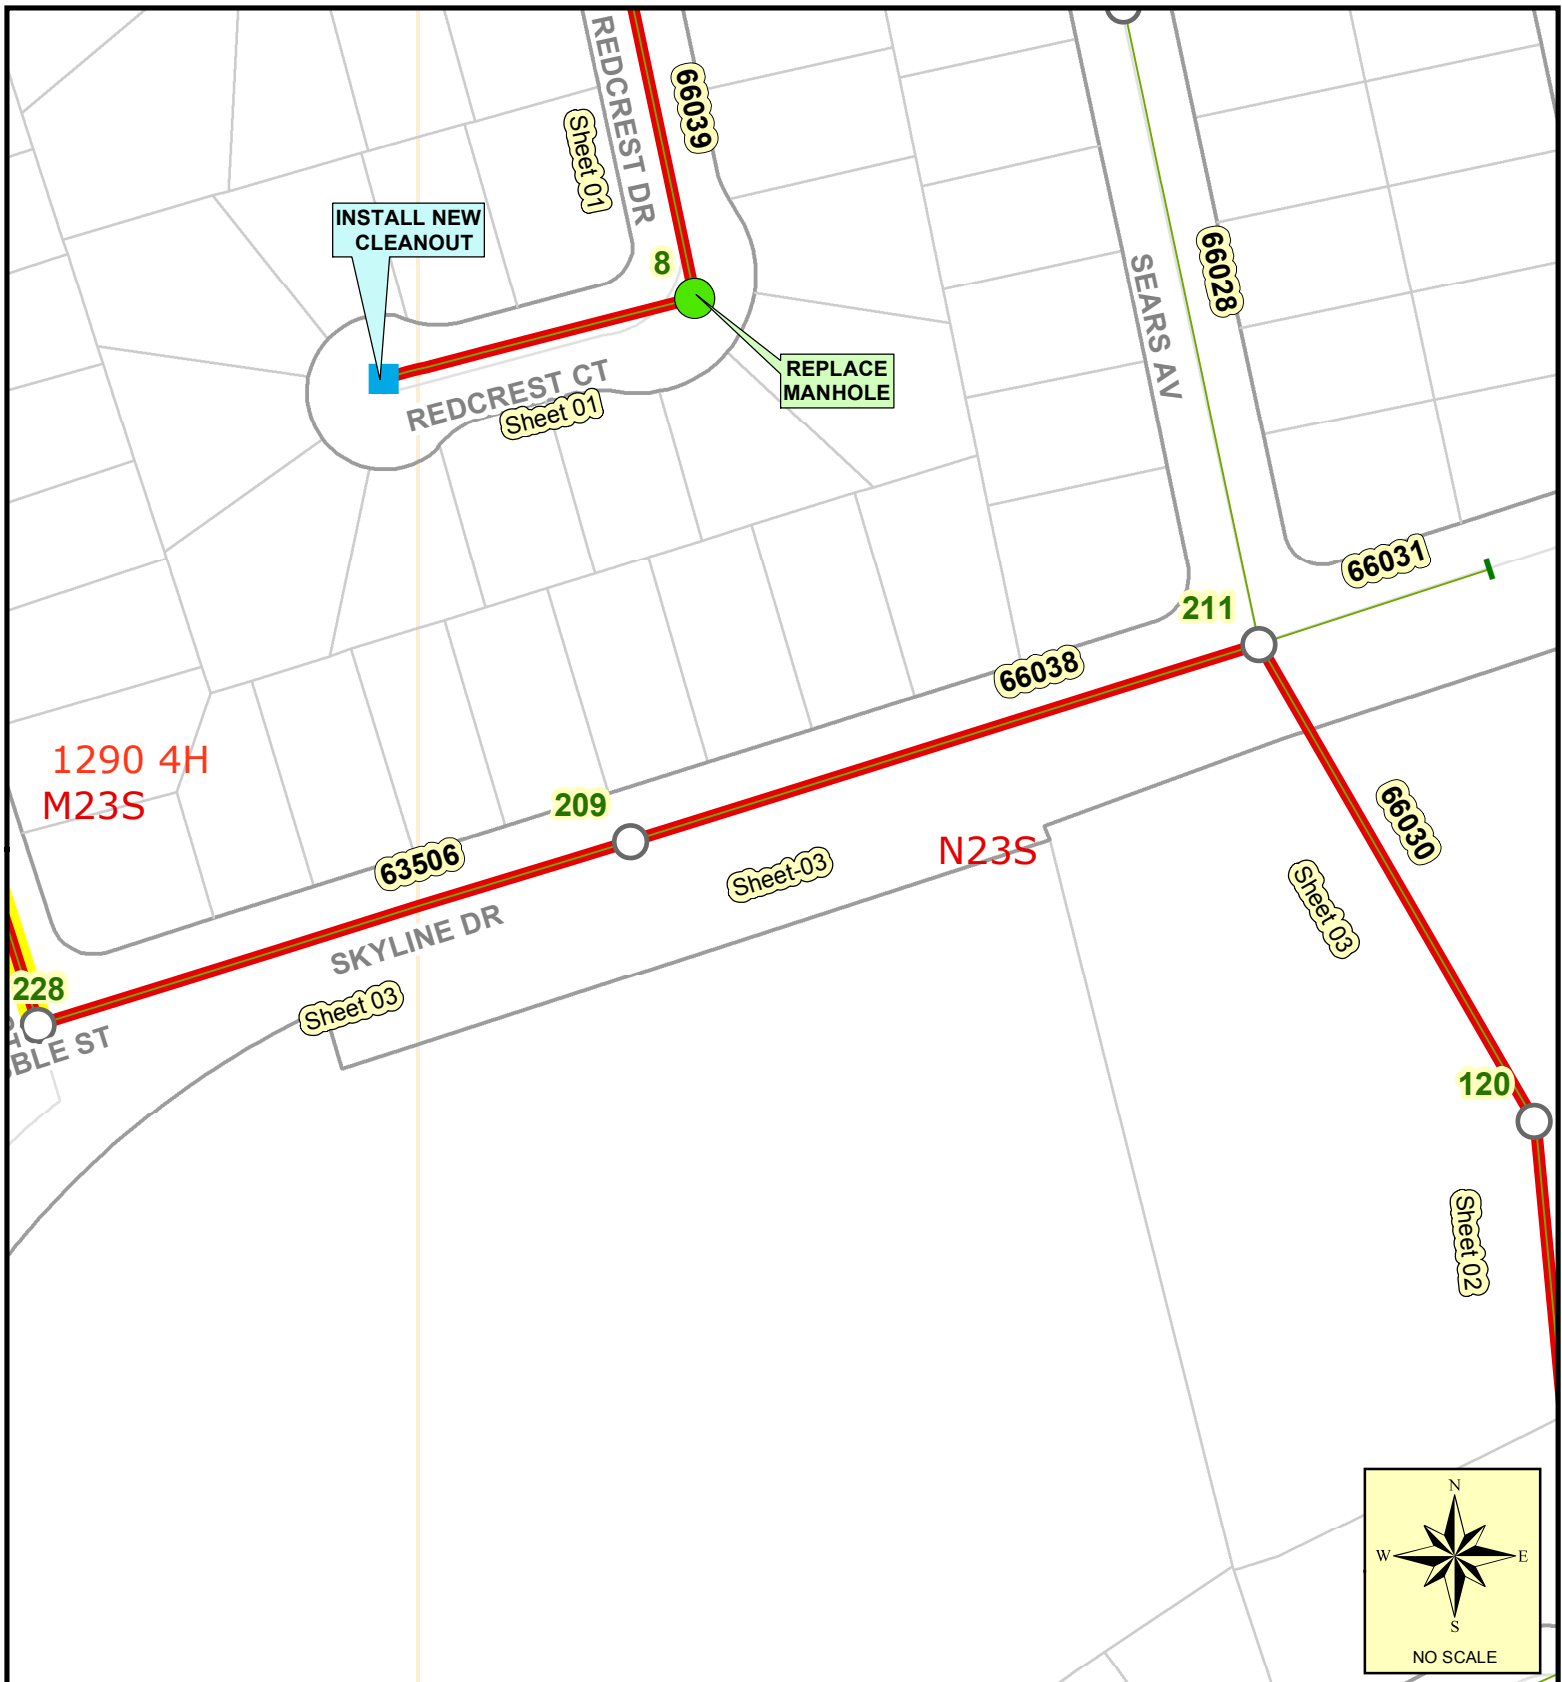 REDCREST DR
66039
Sheet 01
INSTALL NEW
CLEANOUT
8
66028
SEARS AV
REPLACE
MANHOLE
REDCREST CT
Sheet 01
66031
211
66038
1290 4H
M23S
209
66030
N23S
63506
Sheet-03
Sheet 03
SKYLINE DR
228
Sheet 03
BLE ST
120
Sheet 02
N
W
E
S
NO SCALE